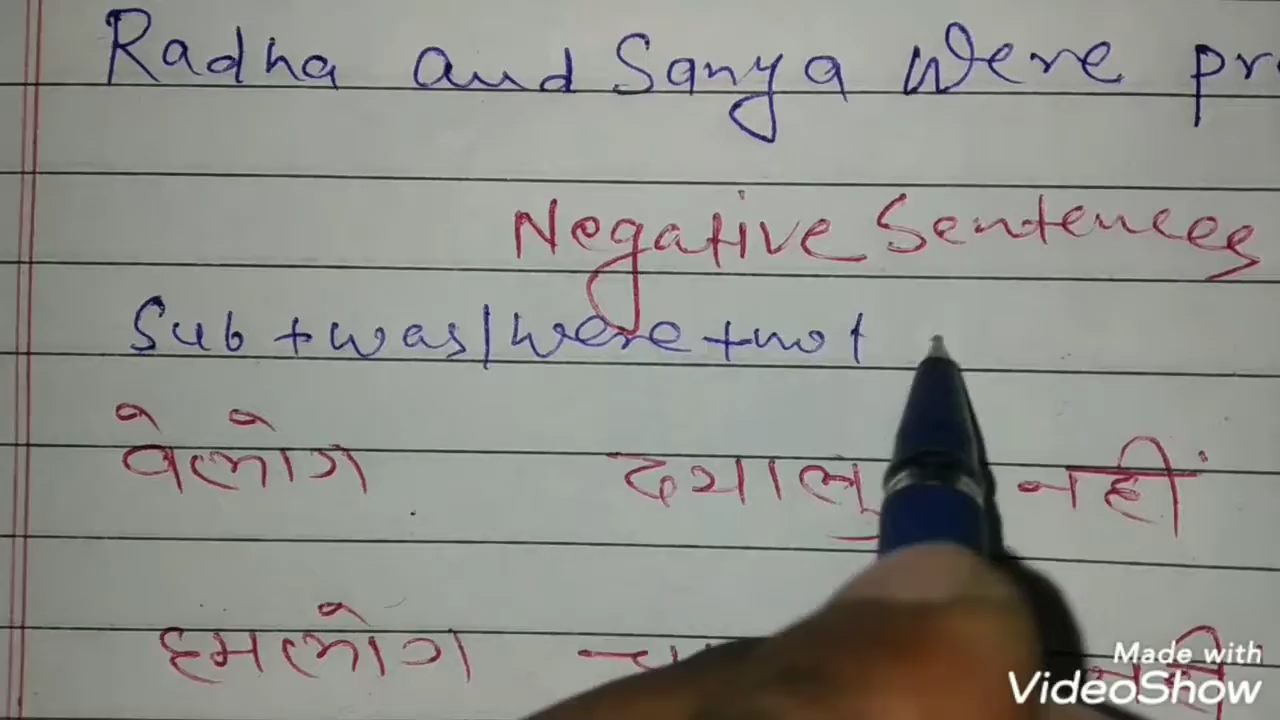 Radha and Sanya were pr
Negative Sentences
Sub + was/were + not
वेलोग दयालु नहीं
हमलोग
Made with
VideoShow